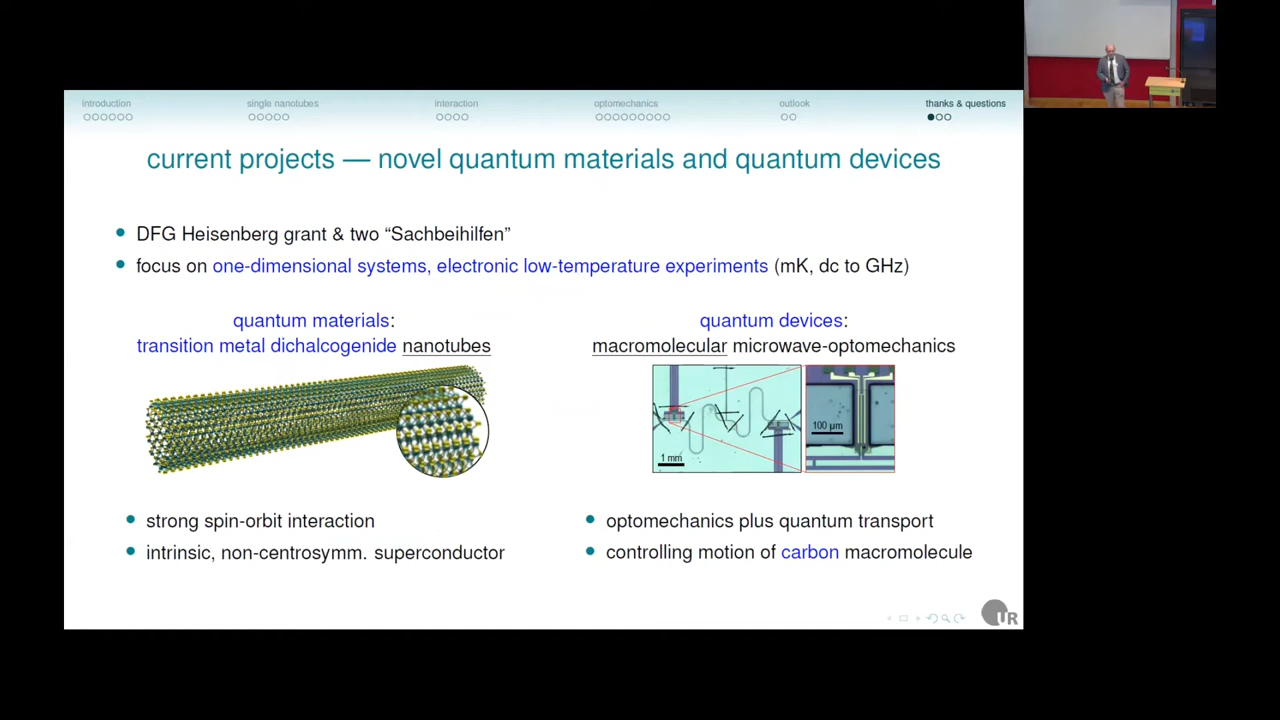 introduction
single nanotubes
interaction
optomechanics
outlook
thanks & questions
current projects — novel quantum materials and quantum devices
DFG Heisenberg grant & two “Sachbeihilfen”
focus on one-dimensional systems, electronic low-temperature experiments (mK, dc to GHz)
quantum materials:
transition metal dichalcogenide nanotubes
strong spin-orbit interaction
intrinsic, non-centrosymm. superconductor
quantum devices:
macromolecular microwave-optomechanics
1 mm
100 µm
optomechanics plus quantum transport
controlling motion of carbon macromolecule
UR